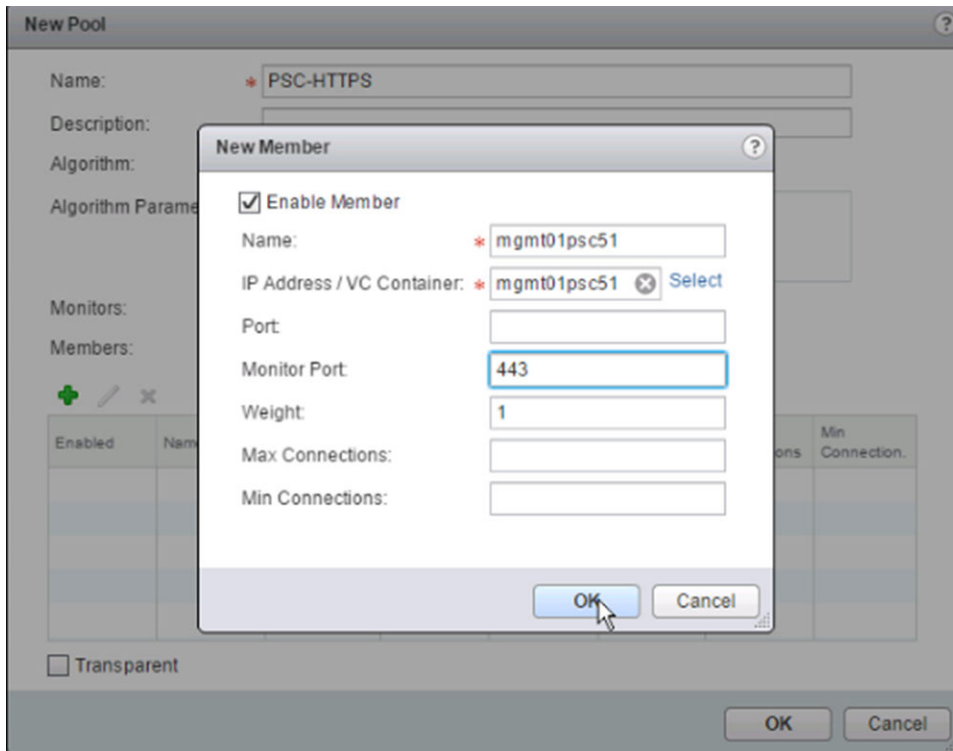 New Pool
?
Name: * PSC-HTTPS
Description:
Algorithm:
Algorithm Parame
Monitors:
Members:
New Member
?
Enable Member
Name: * mgmt01psc51
IP Address / VC Container: * mgmt01psc51 Select
Port:
Monitor Port: 443
Weight: 1
Max Connections:
Min Connections:
OK Cancel
Enabled Nam ons Min Connection.
Transparent
OK Cancel